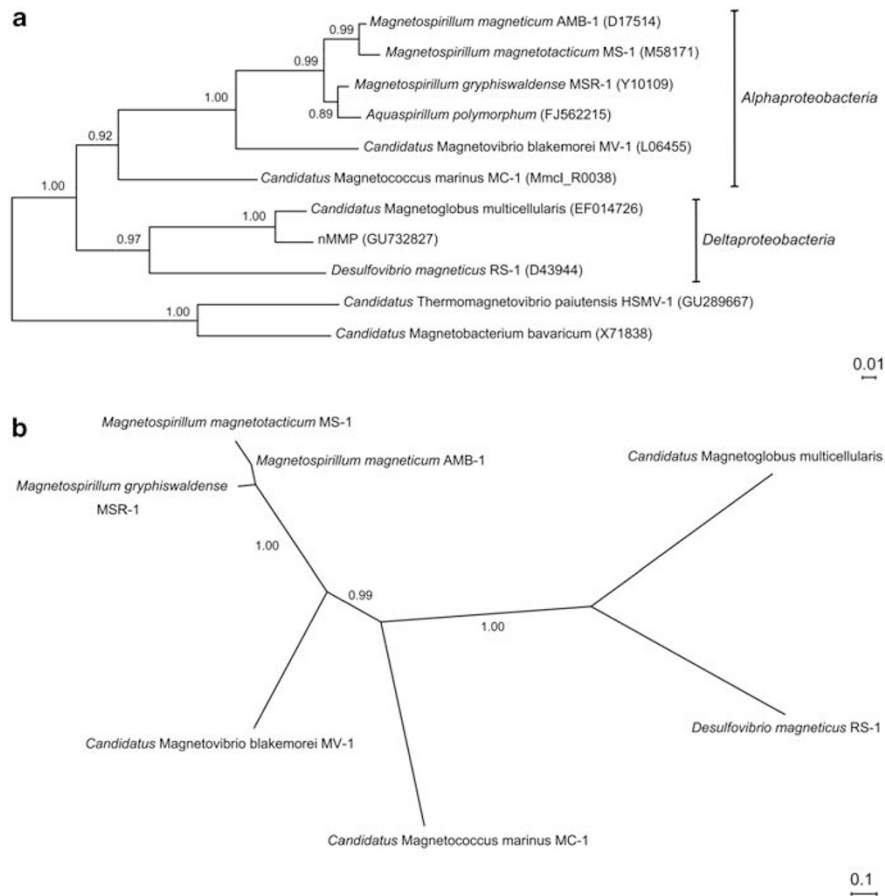 a
0.99
Magnetospirillum magneticum AMB-1 (D17514)
Magnetospirillum magnetotacticum MS-1 (M58171)
0.99
Magnetospirillum gryphiswaldense MSR-1 (Y10109)
0.89
Aquaspirillum polymorphum (FJ562215)
1.00
Candidatus Magnetovibrio blakemorei MV-1 (L06455)
0.92
Candidatus Magnetococcus marinus MC-1 (Mmcl_R0038)
Alphaproteobacteria
1.00
1.00
Candidatus Magnetoglobus multicellularis (EF014726)
nMMP (GU732827)
0.97
Desulfovibrio magneticus RS-1 (D43944)
Deltaproteobacteria
1.00
Candidatus Thermomagnetovibrio paiutensis HSMV-1 (GU289667)
Candidatus Magnetobacterium bavaricum (X71838)
0.01
b
Magnetospirillum magnetotacticum MS-1
Magnetospirillum magneticum AMB-1
Magnetospirillum gryphiswaldense
MSR-1
Candidatus Magnetoglobus multicellularis
1.00
0.99
1.00
Candidatus Magnetovibrio blakemorei MV-1
Desulfovibrio magneticus RS-1
Candidatus Magnetococcus marinus MC-1
0.1